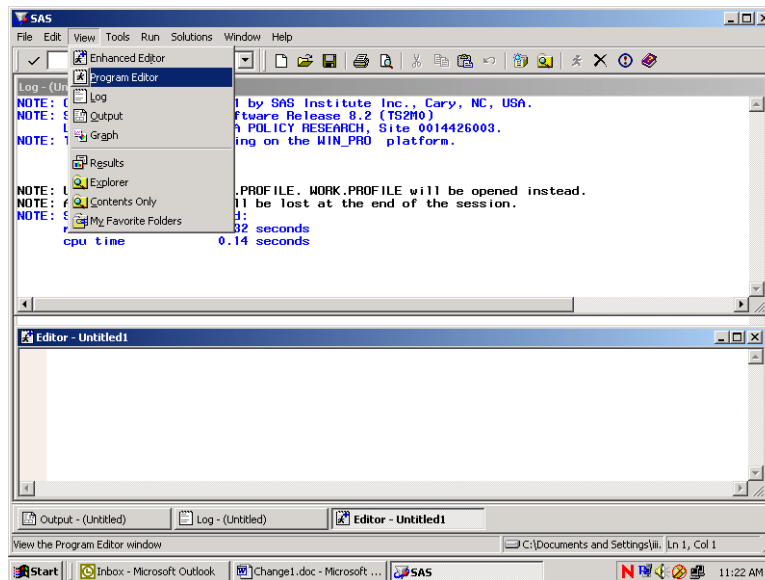 SAS
File Edit View Tools Run Solutions Window Help
Enhanced Editor
Program Editor
Log
Output
Graph
Results
Explorer
Contents Only
My Favorite Folders
Log - (Un
NOTE: 1 by SAS Institute Inc., Cary, NC, USA.
NOTE: S ftware Release 8.2 (TS2M0)
L A POLICY RESEARCH, Site 0014426003.
NOTE: T ing on the WIN_PRO platform.
NOTE: U .PROFILE. WORK.PROFILE will be opened instead.
NOTE: A ll be lost at the end of the session.
NOTE: S d:
r 32 seconds
cpu time 0.14 seconds
Editor - Untitled1
Output - (Untitled) Log - (Untitled) Editor - Untitled1
View the Program Editor window C:\Documents and Settings\iii. Ln 1, Col 1
Start Inbox - Microsoft Outlook Change1.doc - Microsoft ... SAS N 11:22 AM